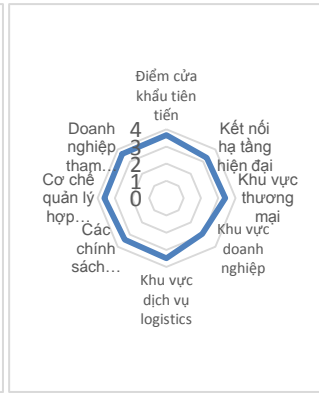 Điểm cửa
khẩu tiên
tiến
Kết nối
hạ tầng
hiện đại
Khu vực
thương
mại
Khu vực
doanh
nghiệp
Khu vực
dịch vụ
logistics
Các
chính
sách…
Cơ chế
quản lý
hợp…
Doanh
nghiệp
tham…
4
3
2
1
0